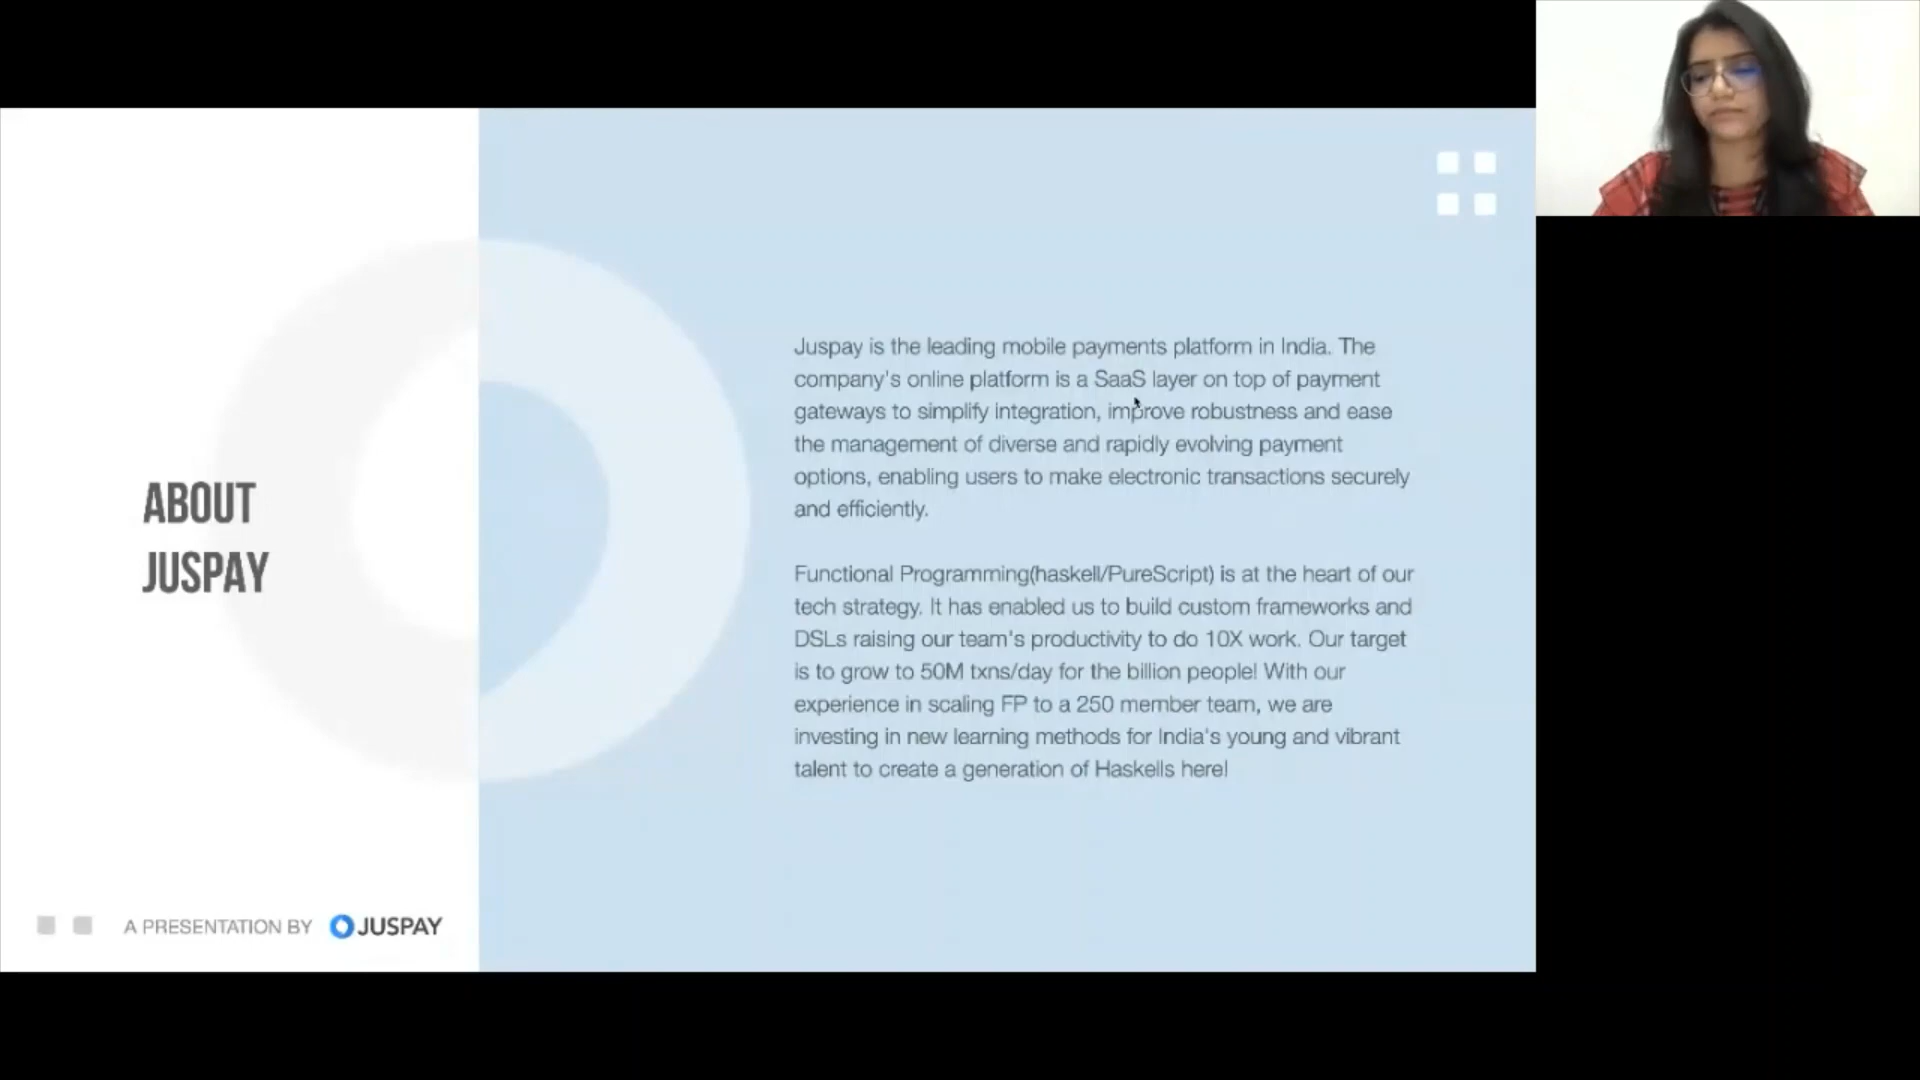 ABOUT
JUSPAY
Juspay is the leading mobile payments platform in India. The
company's online platform is a SaaS layer on top of payment
gateways to simplify integration, improve robustness and ease
the management of diverse and rapidly evolving payment
options, enabling users to make electronic transactions securely
and efficiently.
Functional Programming(haskell/PureScript) is at the heart of our
tech strategy. It has enabled us to build custom frameworks and
DSLs raising our team's productivity to do 10X work. Our target
is to grow to 50M txns/day for the billion people! With our
experience in scaling FP to a 250 member team, we are
investing in new learning methods for India's young and vibrant
talent to create a generation of Haskells here!
A PRESENTATION BY JUSPAY